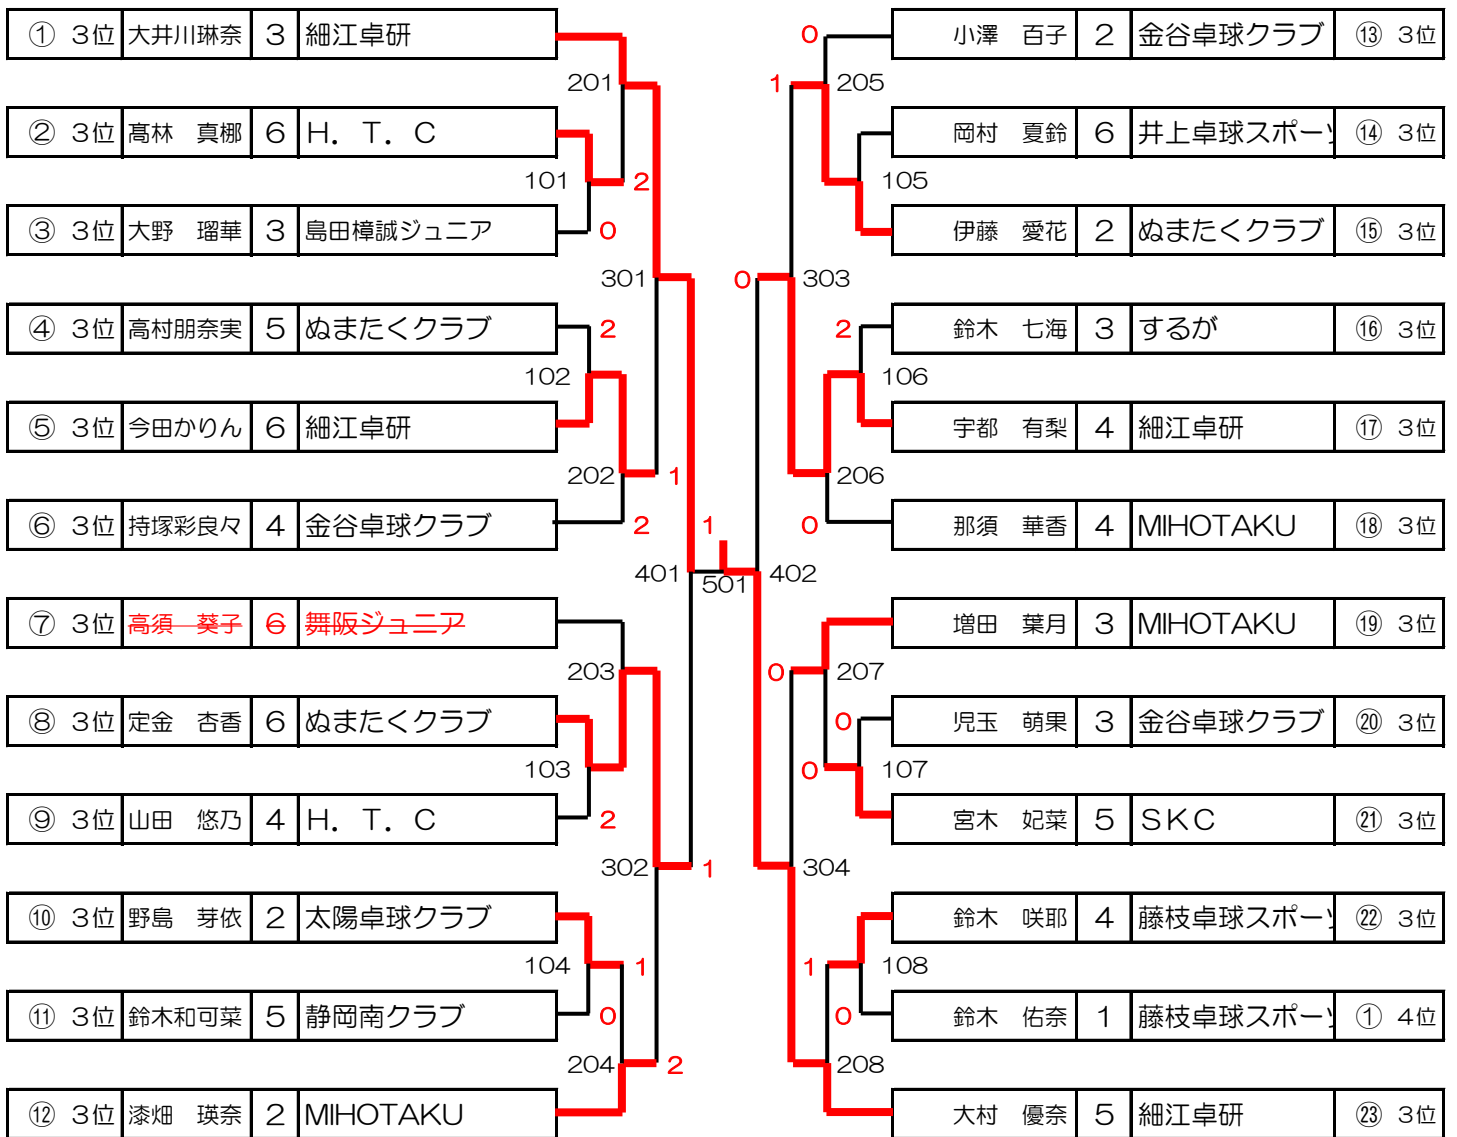 ① 3位 大井川琳奈 3 細江卓研
② 3位 髙林 真梛 6 H．T．C
③ 3位 大野 瑠華 3 島田樟誠ジュニア
④ 3位 高村朋奈実 5 ぬまたくクラブ
⑤ 3位 今田かりん 6 細江卓研
⑥ 3位 持塚彩良々 4 金谷卓球クラブ
⑦ 3位 高須 葵子 6 舞阪ジュニア
⑧ 3位 定金 杏香 6 ぬまたくクラブ
⑨ 3位 山田 悠乃 4 H．T．C
⑩ 3位 野島 芽依 2 太陽卓球クラブ
⑪ 3位 鈴木和可菜 5 静岡南クラブ
⑫ 3位 漆畑 瑛奈 2 MIHOTAKU
201
101 2
0
301
2
102
202 1
2
1
401 501 402
203
103
2
302 1
104 1
0
204 2
0
1 205
105
0 303
2
106
206
0
0 207
0
0 107
304
1 108
0
208
小澤 百子 2 金谷卓球クラブ ⑬ 3位
岡村 夏鈴 6 井上卓球スポーツ ⑭ 3位
伊藤 愛花 2 ぬまたくクラブ ⑮ 3位
鈴木 七海 3 するが ⑯ 3位
宇都 有梨 4 細江卓研 ⑰ 3位
那須 華香 4 MIHOTAKU ⑱ 3位
増田 葉月 3 MIHOTAKU ⑲ 3位
児玉 萌果 3 金谷卓球クラブ ⑳ 3位
宮木 妃菜 5 SKC ㉑ 3位
鈴木 咲耶 4 藤枝卓球スポーツ ㉒ 3位
鈴木 佑奈 1 藤枝卓球スポーツ ① 4位
大村 優奈 5 細江卓研 ㉓ 3位